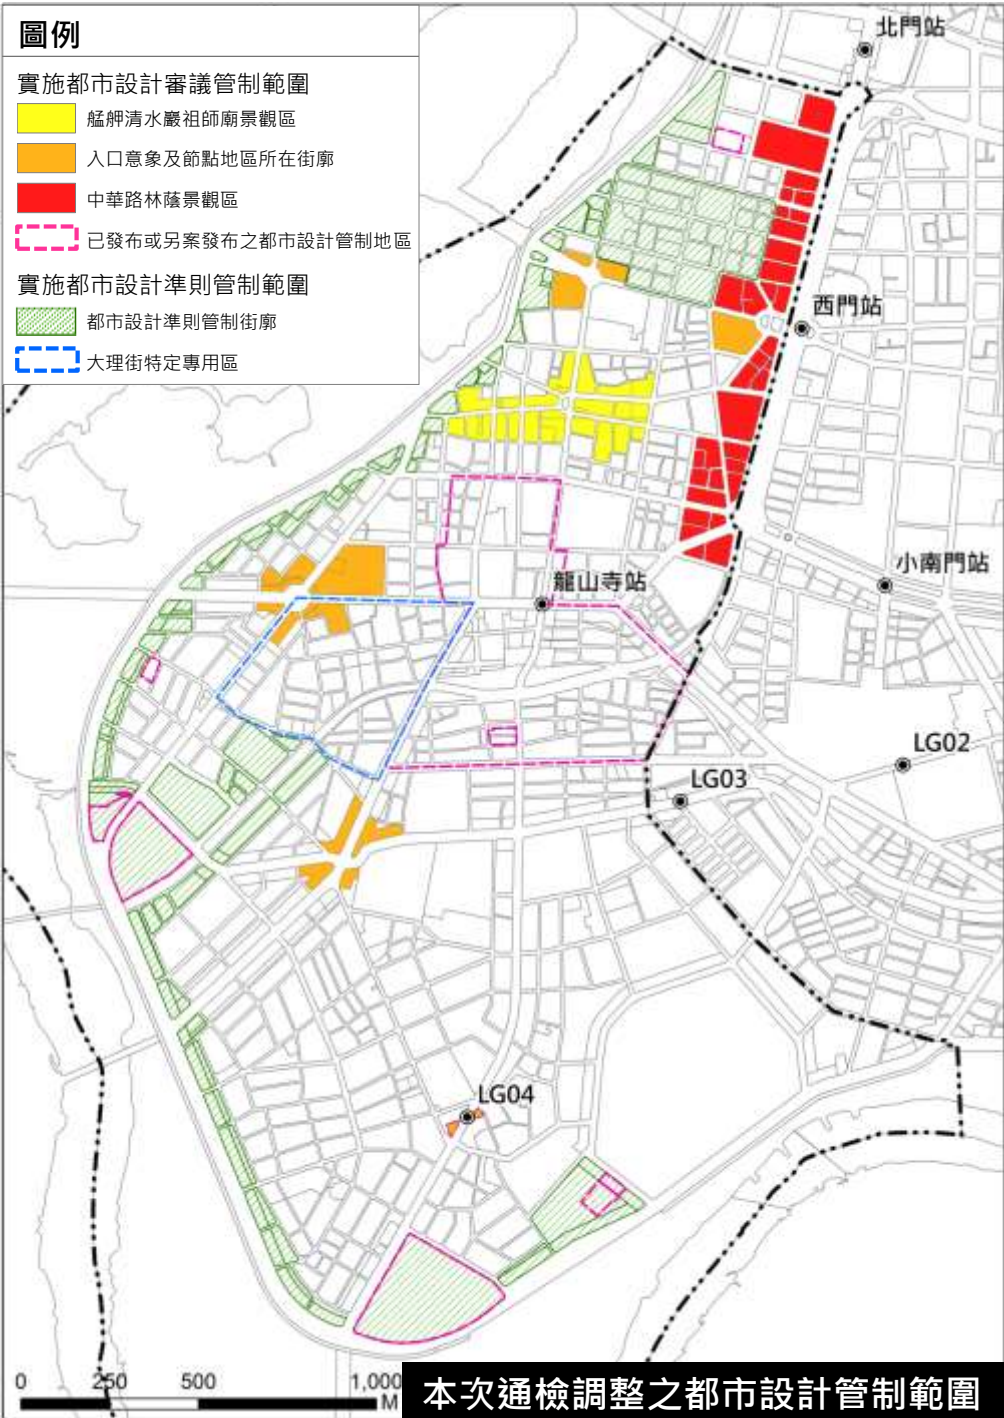 圖例
實施都市設計審議管制範圍
艋舺清水巖祖師廟景觀區
入口意象及節點地區所在街廓
中華路林蔭景觀區
已發布或另案發布之都市設計管制地區
實施都市設計準則管制範圍
都市設計準則管制街廓
大理街特定專用區
北門站
西門站
小南門站
龍山寺站
LG02
LG03
LG04
0 250 500 1,000
M
本次通檢調整之都市設計管制範圍